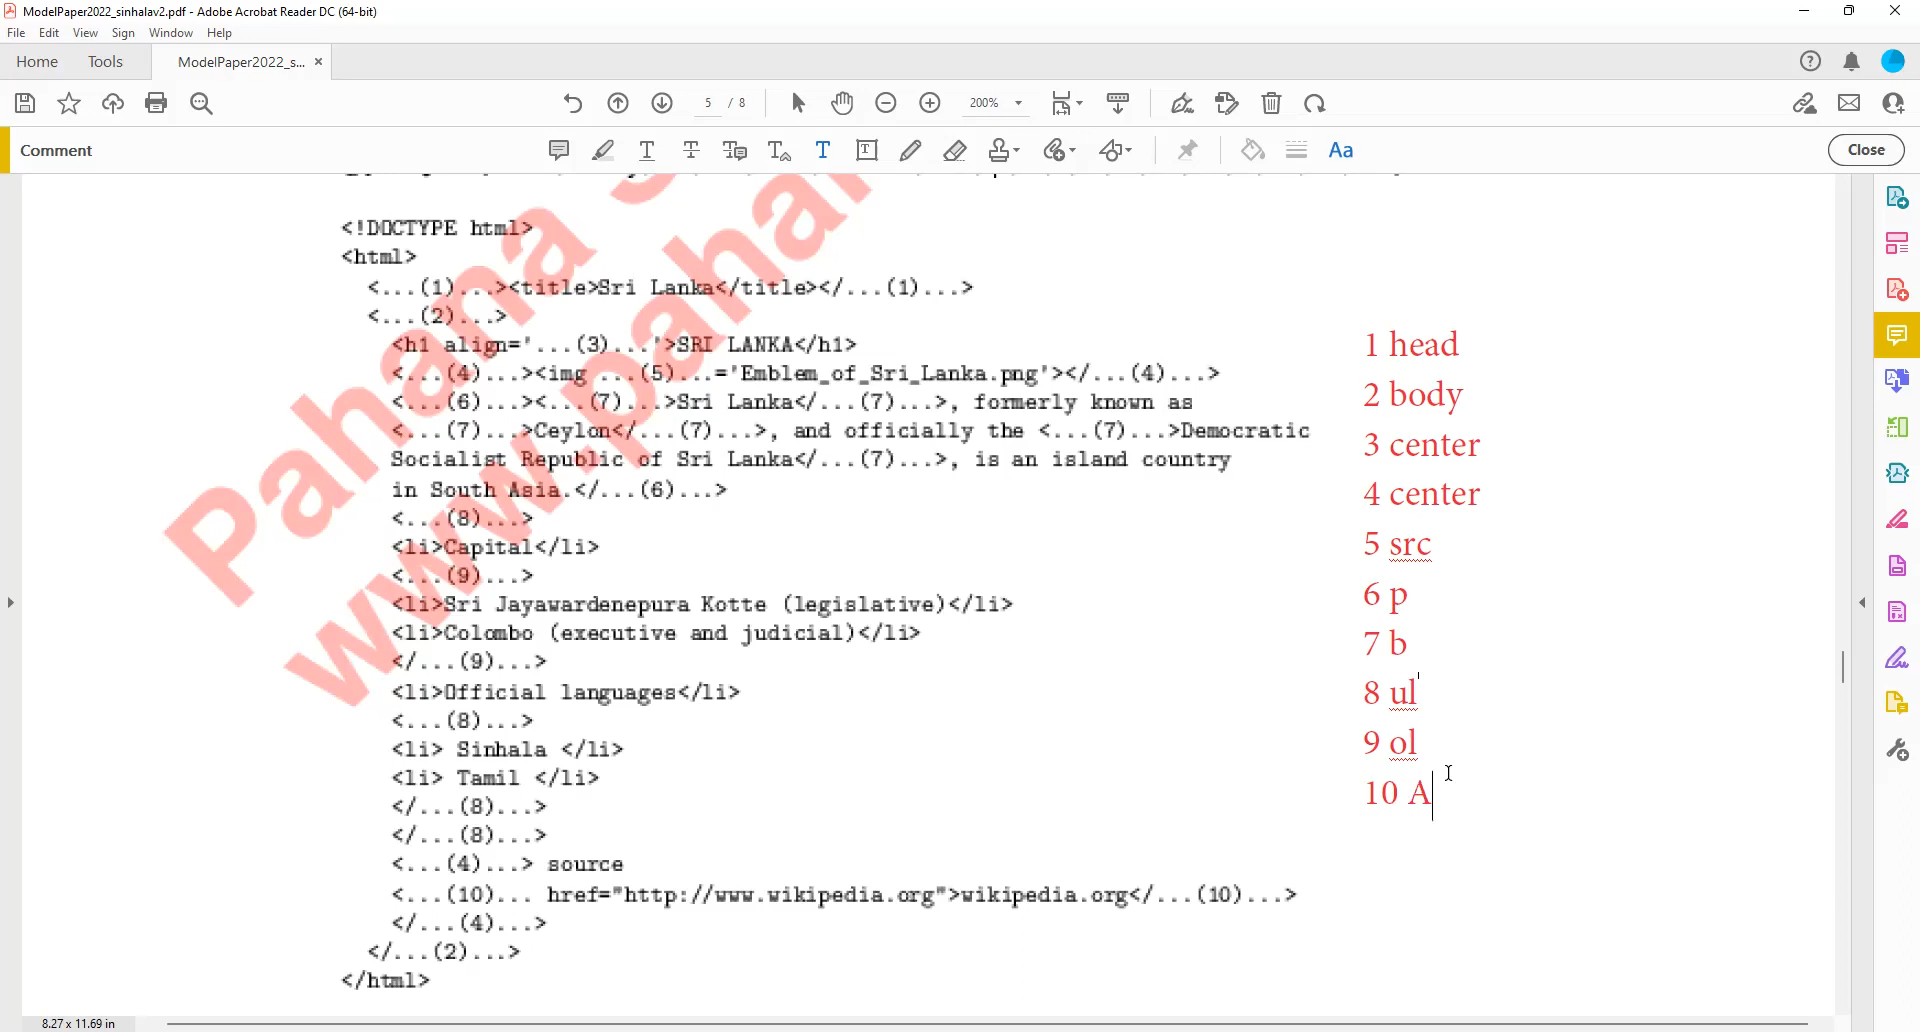 ModelPaper2022_sinhalav2.pdf - Adobe Acrobat Reader DC (64-bit)
File Edit View Sign Window Help
Home Tools ModelPaper2022_s... ×
5 / 8 200%
Comment Close
<!DOCTYPE html>
<html>
<...(1)...><title>Sri Lanka</title></...(1)...>
<...(2)...>
<h1 align='...(3)...'>SRI LANKA</h1>
<...(4)...><img ...(5)...='Emblem_of_Sri_Lanka.png'></...(4)...>
<...(6)...><...(7)...>Sri Lanka</...(7)...>, formerly known as
<...(7)...>Ceylon</...(7)...>, and officially the <...(7)...>Democratic
Socialist Republic of Sri Lanka</...(7)...>, is an island country
in South Asia.</...(6)...>
<...(8)...>
<li>Capital</li>
<...(9)...>
<li>Sri Jayawardenepura Kotte (legislative)</li>
<li>Colombo (executive and judicial)</li>
</...(9)...>
<li>Official languages</li>
<...(8)...>
<li> Sinhala </li>
<li> Tamil </li>
</...(8)...>
</...(8)...>
<...(4)...> source
<...(10)... href="http://www.wikipedia.org">wikipedia.org</...(10)...>
</...(4)...>
</...(2)...>
</html>
1 head
2 body
3 center
4 center
5 src
6 p
7 b
8 ul
9 ol
10 A
Pahana
www.paha
8.27 x 11.69 in